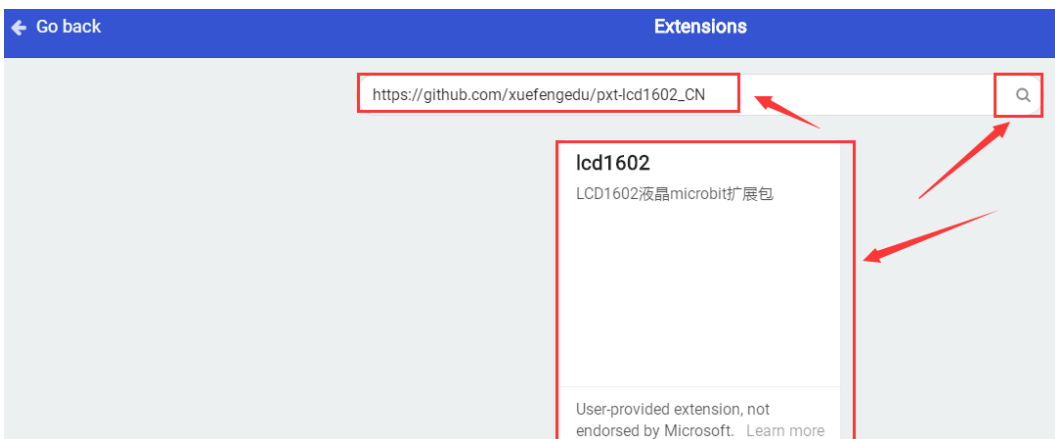 Go back
Extensions
https://github.com/xuefengedu/pxt-lcd1602_CN
lcd1602
LCD1602液晶microbit扩展包
User-provided extension, not
endorsed by Microsoft. Learn more